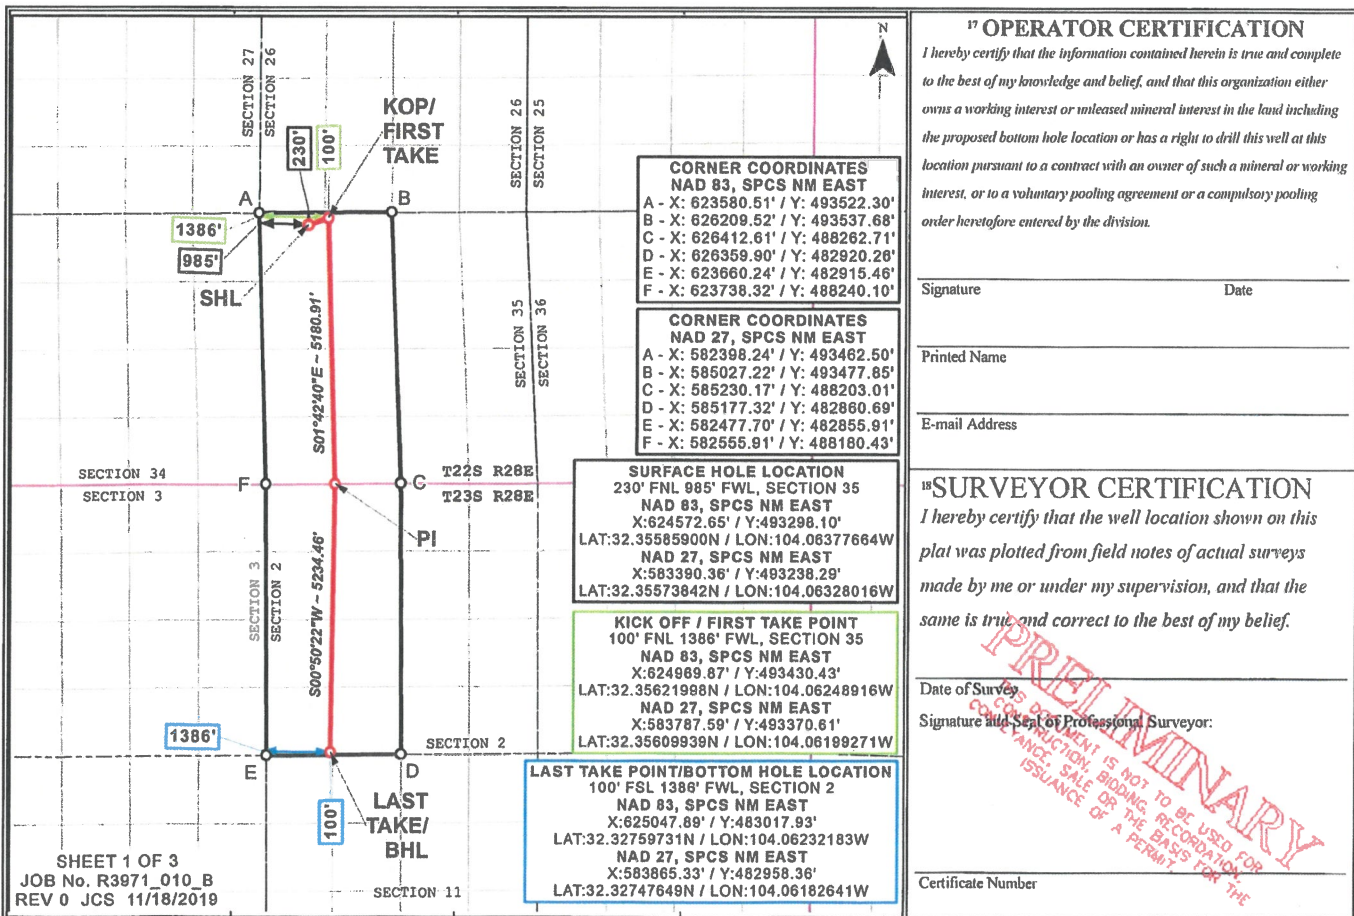 SECTION 27
SECTION 26
SECTION 26
SECTION 25
N
KOP/
FIRST
TAKE
230'
100'
A
B
1386'
985'
SHL
SECTION 35
SECTION 36
S01°42'40"E ~ 5180.91'
SECTION 34
SECTION 3
F
C
T22S R28E
T23S R28E
PI
SECTION 3
SECTION 2
S00°50'22"W ~ 5234.46'
1386'
SECTION 2
E
D
100'
LAST
TAKE/
BHL
SECTION 11
SHEET 1 OF 3
JOB No. R3971_010_B
REV 0 JCS 11/18/2019
CORNER COORDINATES
NAD 83, SPCS NM EAST
A - X: 623580.51' / Y: 493522.30'
B - X: 626209.52' / Y: 493537.68'
C - X: 626412.61' / Y: 488262.71'
D - X: 626359.90' / Y: 482920.26'
E - X: 623660.24' / Y: 482915.46'
F - X: 623738.32' / Y: 488240.10'
CORNER COORDINATES
NAD 27, SPCS NM EAST
A - X: 582398.24' / Y: 493462.50'
B - X: 585027.22' / Y: 493477.85'
C - X: 585230.17' / Y: 488203.01'
D - X: 585177.32' / Y: 482860.69'
E - X: 582477.70' / Y: 482855.91'
F - X: 582555.91' / Y: 488180.43'
SURFACE HOLE LOCATION
230' FNL 985' FWL, SECTION 35
NAD 83, SPCS NM EAST
X:624572.65' / Y:493298.10'
LAT:32.35585900N / LON:104.06377664W
NAD 27, SPCS NM EAST
X:583390.36' / Y:493238.29'
LAT:32.35573842N / LON:104.06328016W
KICK OFF / FIRST TAKE POINT
100' FNL 1386' FWL, SECTION 35
NAD 83, SPCS NM EAST
X:624969.87' / Y:493430.43'
LAT:32.35621998N / LON:104.06248916W
NAD 27, SPCS NM EAST
X:583787.59' / Y:493370.61'
LAT:32.35609939N / LON:104.06199271W
LAST TAKE POINT/BOTTOM HOLE LOCATION
100' FSL 1386' FWL, SECTION 2
NAD 83, SPCS NM EAST
X:625047.89' / Y:483017.93'
LAT:32.32759731N / LON:104.06232183W
NAD 27, SPCS NM EAST
X:583865.33' / Y:482958.36'
LAT:32.32747649N / LON:104.06182641W
17 OPERATOR CERTIFICATION
I hereby certify that the information contained herein is true and complete
to the best of my knowledge and belief, and that this organization either
owns a working interest or unleased mineral interest in the land including
the proposed bottom hole location or has a right to drill this well at this
location pursuant to a contract with an owner of such a mineral or working
interest, or to a voluntary pooling agreement or a compulsory pooling
order heretofore entered by the division.
Signature Date
Printed Name
E-mail Address
18 SURVEYOR CERTIFICATION
I hereby certify that the well location shown on this
plat was plotted from field notes of actual surveys
made by me or under my supervision, and that the
same is true and correct to the best of my belief.
Date of Survey
Signature and Seal of Professional Surveyor:
Certificate Number
PRELIMINARY
THIS DOCUMENT IS NOT TO BE USED FOR
CONSTRUCTION, BIDDING, RECORDATION,
CONVEYANCE, SALE OR THE BASIS FOR THE
ISSUANCE OF A PERMIT.